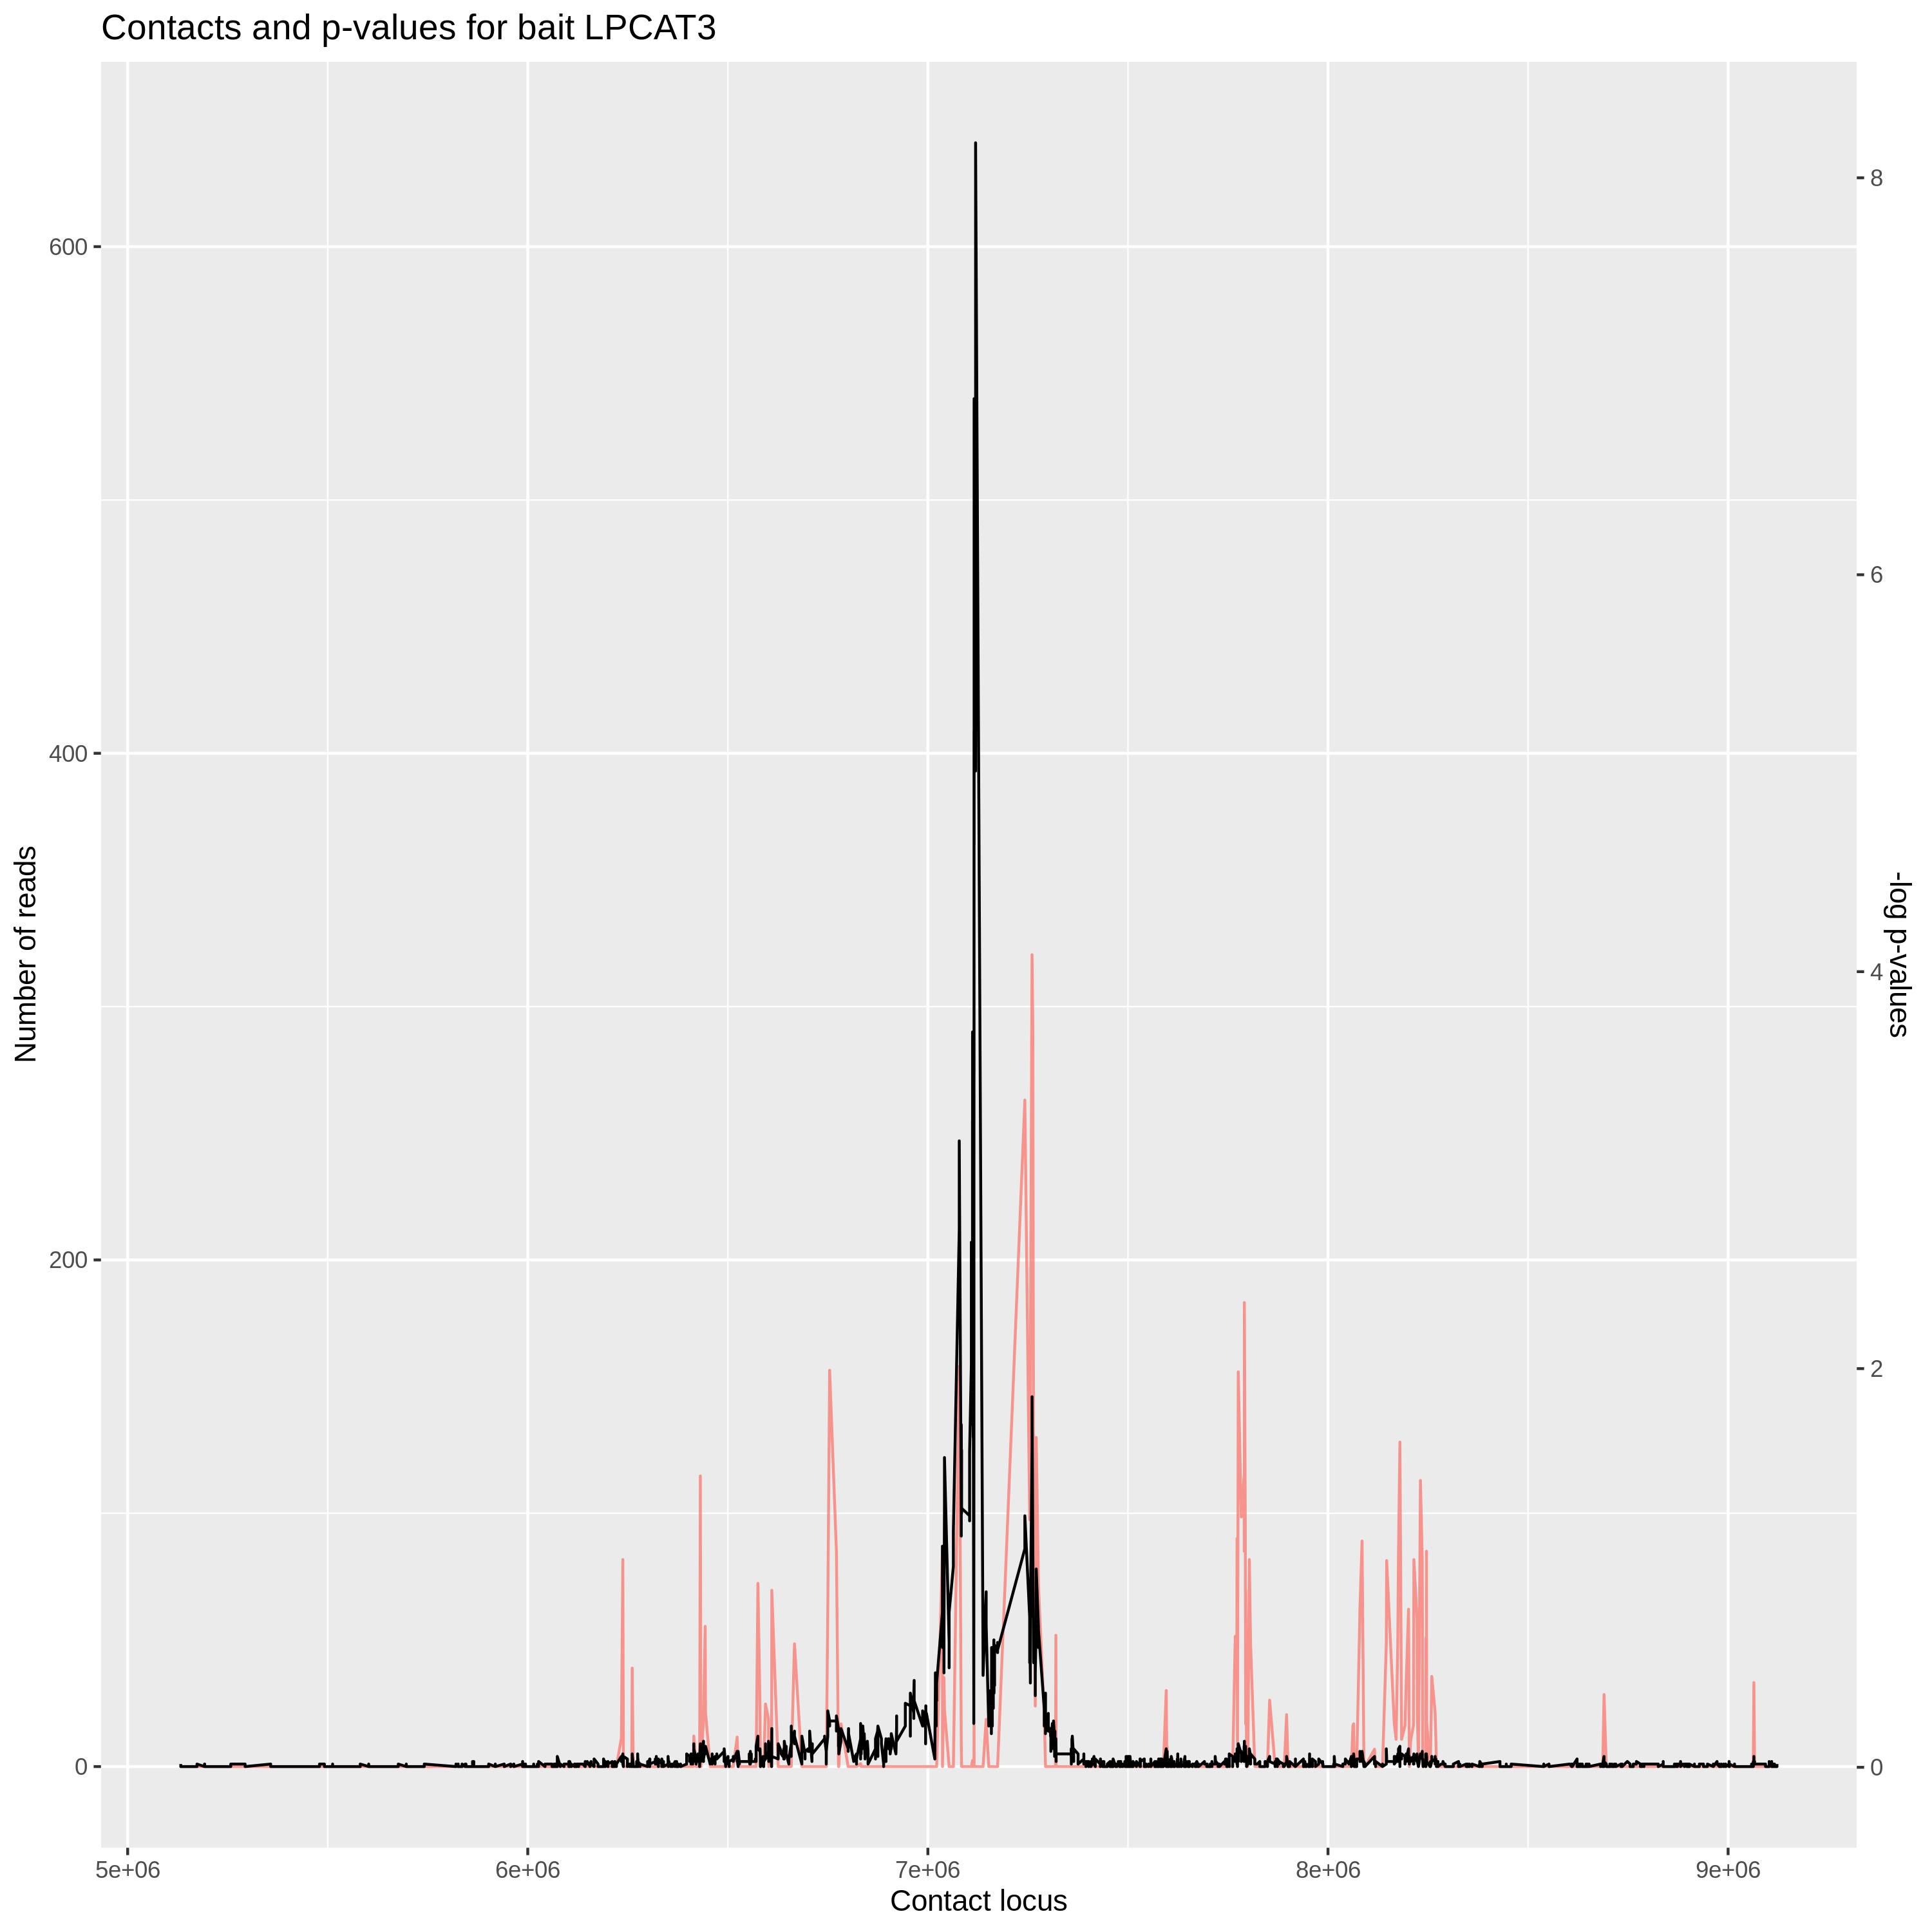 Contacts and p-values for bait LPCAT3
600
400
200
0
Number of reads
8
6
4
2
0
-log p-values
5e+06 6e+06 7e+06 8e+06 9e+06
Contact locus